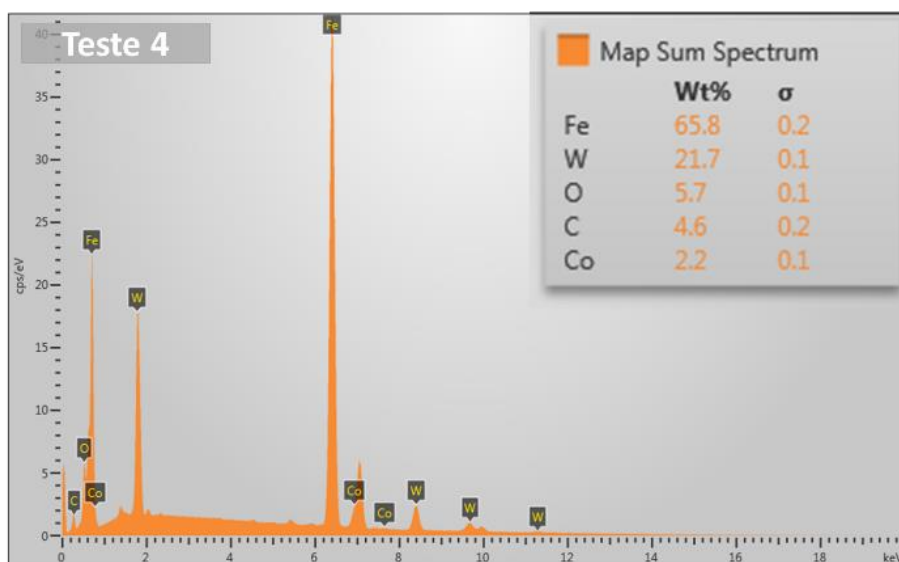 Teste 4
Map Sum Spectrum
Wt% σ
Fe 65.8 0.2
W 21.7 0.1
O 5.7 0.1
C 4.6 0.2
Co 2.2 0.1
cps/eV
40
35
30
25
20
15
10
5
0
Fe
Fe
W
O
C
Co
Co
Co
W
W
W
0 2 4 6 8 10 12 14 16 18